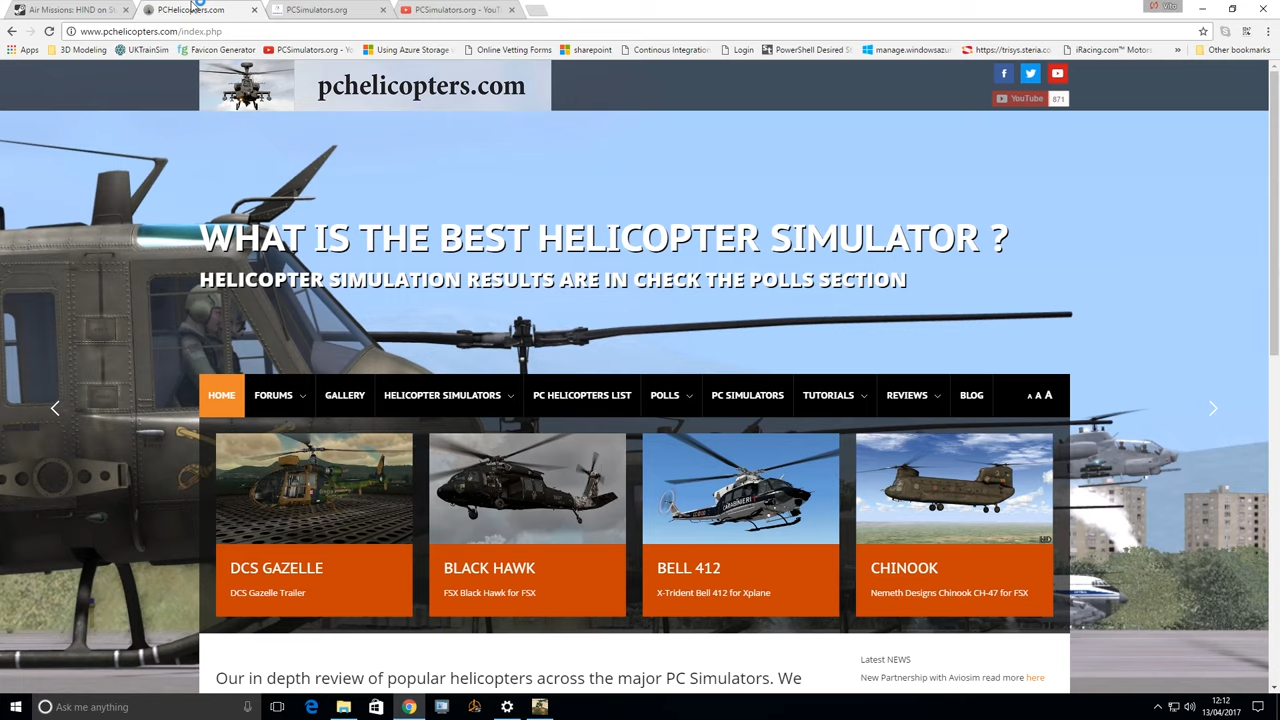 Air Missions: HIND on St
PCHelicopters.com
PCSimulators.org
PCSimulators.org - YouT
Vito
www.pchelicopters.com/index.php
Apps
3D Modeling
UKTrainSim
Favicon Generator
PCSimulators.org - Yo
Using Azure Storage
Online Vetting Forms
sharepoint
Continous Integration
Login
PowerShell Desired St
manage.windowsazur
https://trisys.steria.co
iRacing.com™ Motors
Other bookmarks
pchelicopters.com
YouTube 871
WHAT IS THE BEST HELICOPTER SIMULATOR ?
HELICOPTER SIMULATION RESULTS ARE IN CHECK THE POLLS SECTION
HOME
FORUMS
GALLERY
HELICOPTER SIMULATORS
PC HELICOPTERS LIST
POLLS
PC SIMULATORS
TUTORIALS
REVIEWS
BLOG
A A A
CARABINIERI
HD
DCS GAZELLE
DCS Gazelle Trailer
BLACK HAWK
FSX Black Hawk for FSX
BELL 412
X-Trident Bell 412 for Xplane
CHINOOK
Nemeth Designs Chinook CH-47 for FSX
Our in depth review of popular helicopters across the major PC Simulators. We
Latest NEWS
New Partnership with Aviosim read more here
Ask me anything
12:12
13/04/2017